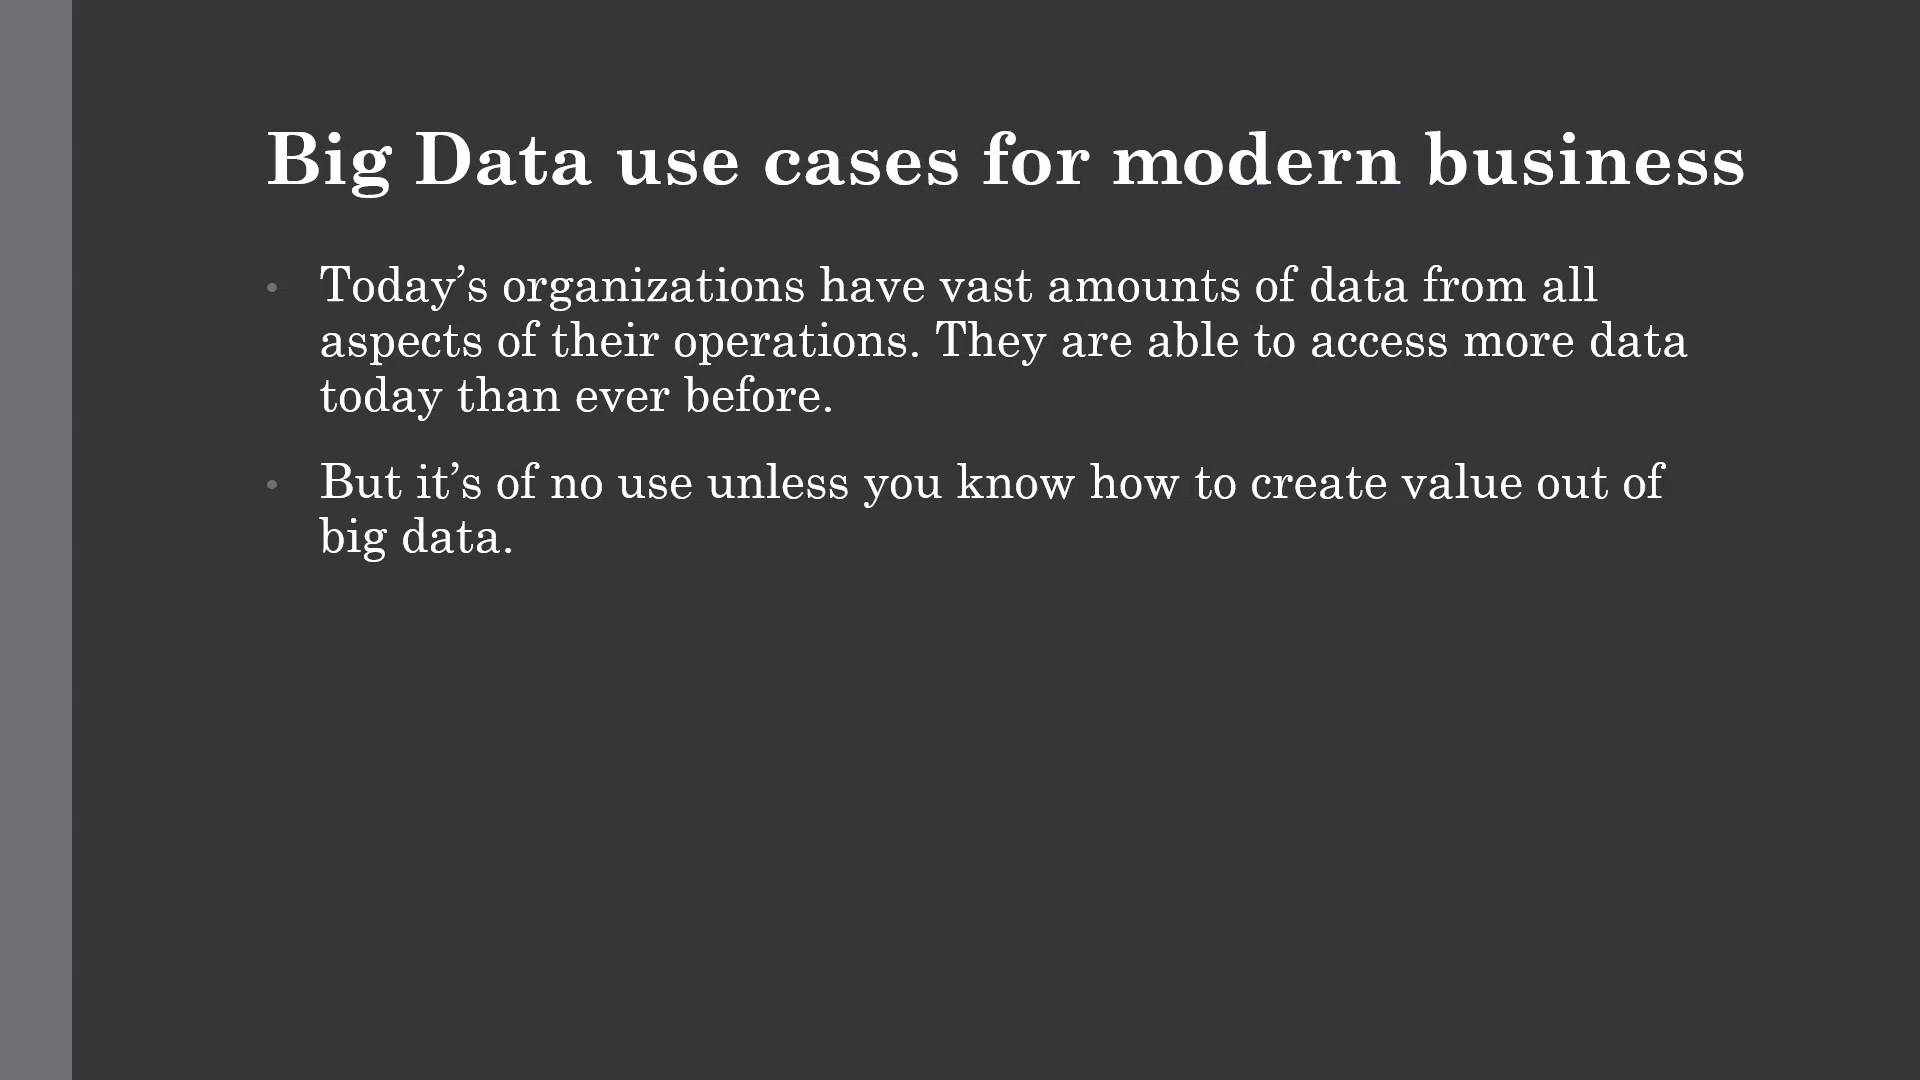 Big Data use cases for modern business
• Today’s organizations have vast amounts of data from all
aspects of their operations. They are able to access more data
today than ever before.
• But it’s of no use unless you know how to create value out of
big data.